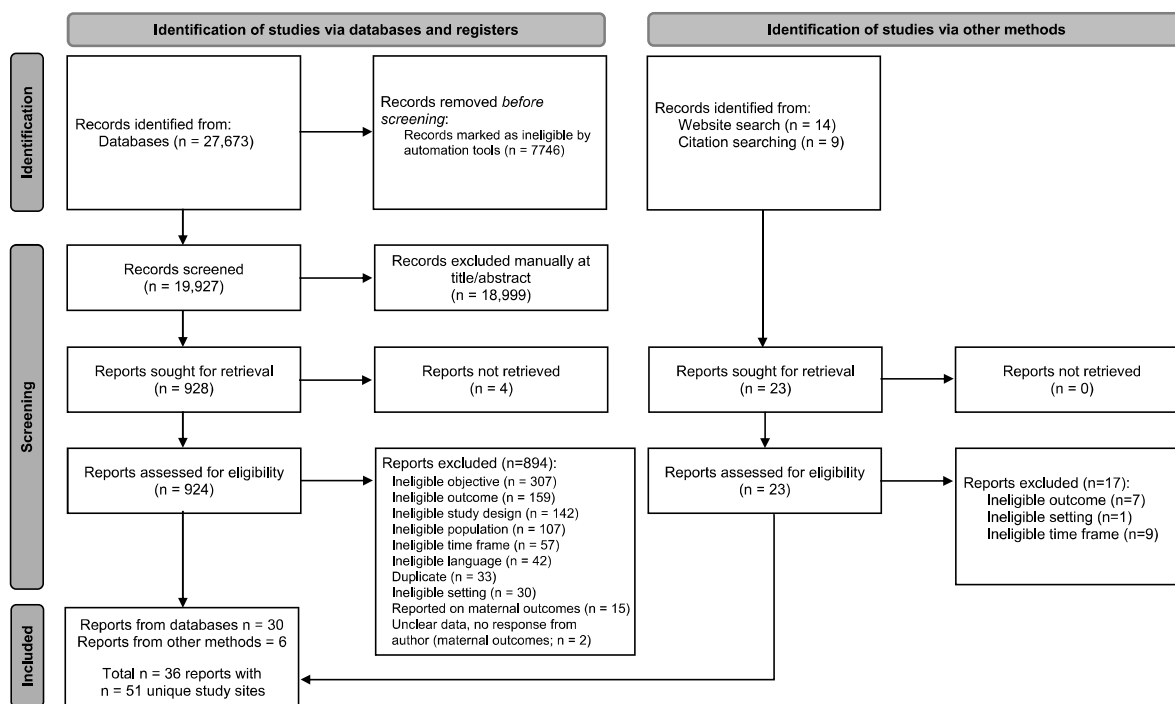 Identification of studies via databases and registers
Identification of studies via other methods
Identification
Records identified from:
Databases (n = 27,673)
Records removed before
screening:
Records marked as ineligible by
automation tools (n = 7746)
Records identified from:
Website search (n = 14)
Citation searching (n = 9)
Screening
Records screened
(n = 19,927)
Records excluded manually at
title/abstract
(n = 18,999)
Reports sought for retrieval
(n = 928)
Reports not retrieved
(n = 4)
Reports sought for retrieval
(n = 23)
Reports not retrieved
(n = 0)
Reports assessed for eligibility
(n = 924)
Reports excluded (n=894):
Ineligible objective (n = 307)
Ineligible outcome (n = 159)
Ineligible study design (n = 142)
Ineligible population (n = 107)
Ineligible time frame (n = 57)
Ineligible language (n = 42)
Duplicate (n = 33)
Ineligible setting (n = 30)
Reported on maternal outcomes (n = 15)
Unclear data, no response from
author (maternal outcomes; n = 2)
Reports assessed for eligibility
(n = 23)
Reports excluded (n=17):
Ineligible outcome (n=7)
Ineligible setting (n=1)
Ineligible time frame (n=9)
Included
Reports from databases n = 30
Reports from other methods = 6
Total n = 36 reports with
n = 51 unique study sites